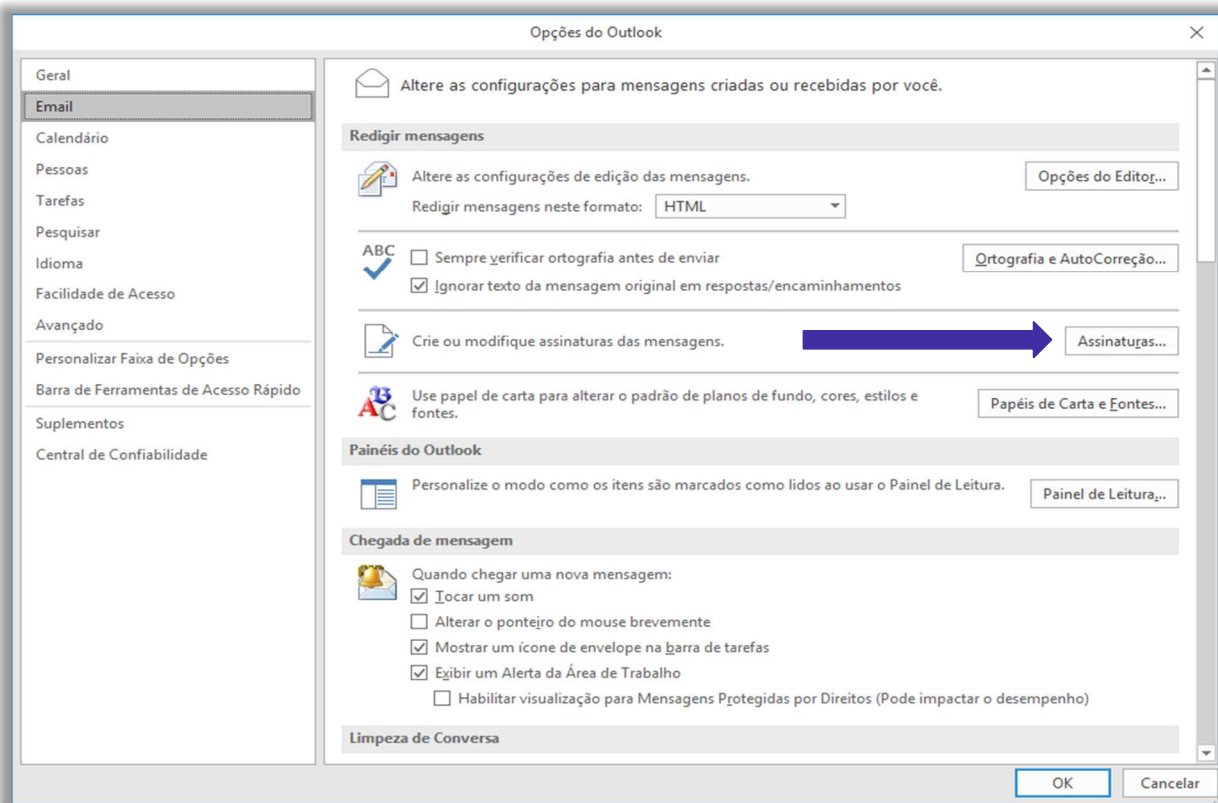 Opções do Outlook
Geral
Email
Calendário
Pessoas
Tarefas
Pesquisar
Idioma
Facilidade de Acesso
Avançado
Personalizar Faixa de Opções
Barra de Ferramentas de Acesso Rápido
Suplementos
Central de Confiabilidade
Altere as configurações para mensagens criadas ou recebidas por você.
Redigir mensagens
Altere as configurações de edição das mensagens.
Opções do Editor...
Redigir mensagens neste formato: HTML
ABC
Sempre verificar ortografia antes de enviar
Ortografia e AutoCorreção...
Ignorar texto da mensagem original em respostas/encaminhamentos
Crie ou modifique assinaturas das mensagens.
Assinaturas...
Use papel de carta para alterar o padrão de planos de fundo, cores, estilos e
fontes.
Papéis de Carta e Fontes...
Painéis do Outlook
Personalize o modo como os itens são marcados como lidos ao usar o Painel de Leitura.
Painel de Leitura...
Chegada de mensagem
Quando chegar uma nova mensagem:
Tocar um som
Alterar o ponteiro do mouse brevemente
Mostrar um ícone de envelope na barra de tarefas
Exibir um Alerta da Área de Trabalho
Habilitar visualização para Mensagens Protegidas por Direitos (Pode impactar o desempenho)
Limpeza de Conversa
OK
Cancelar